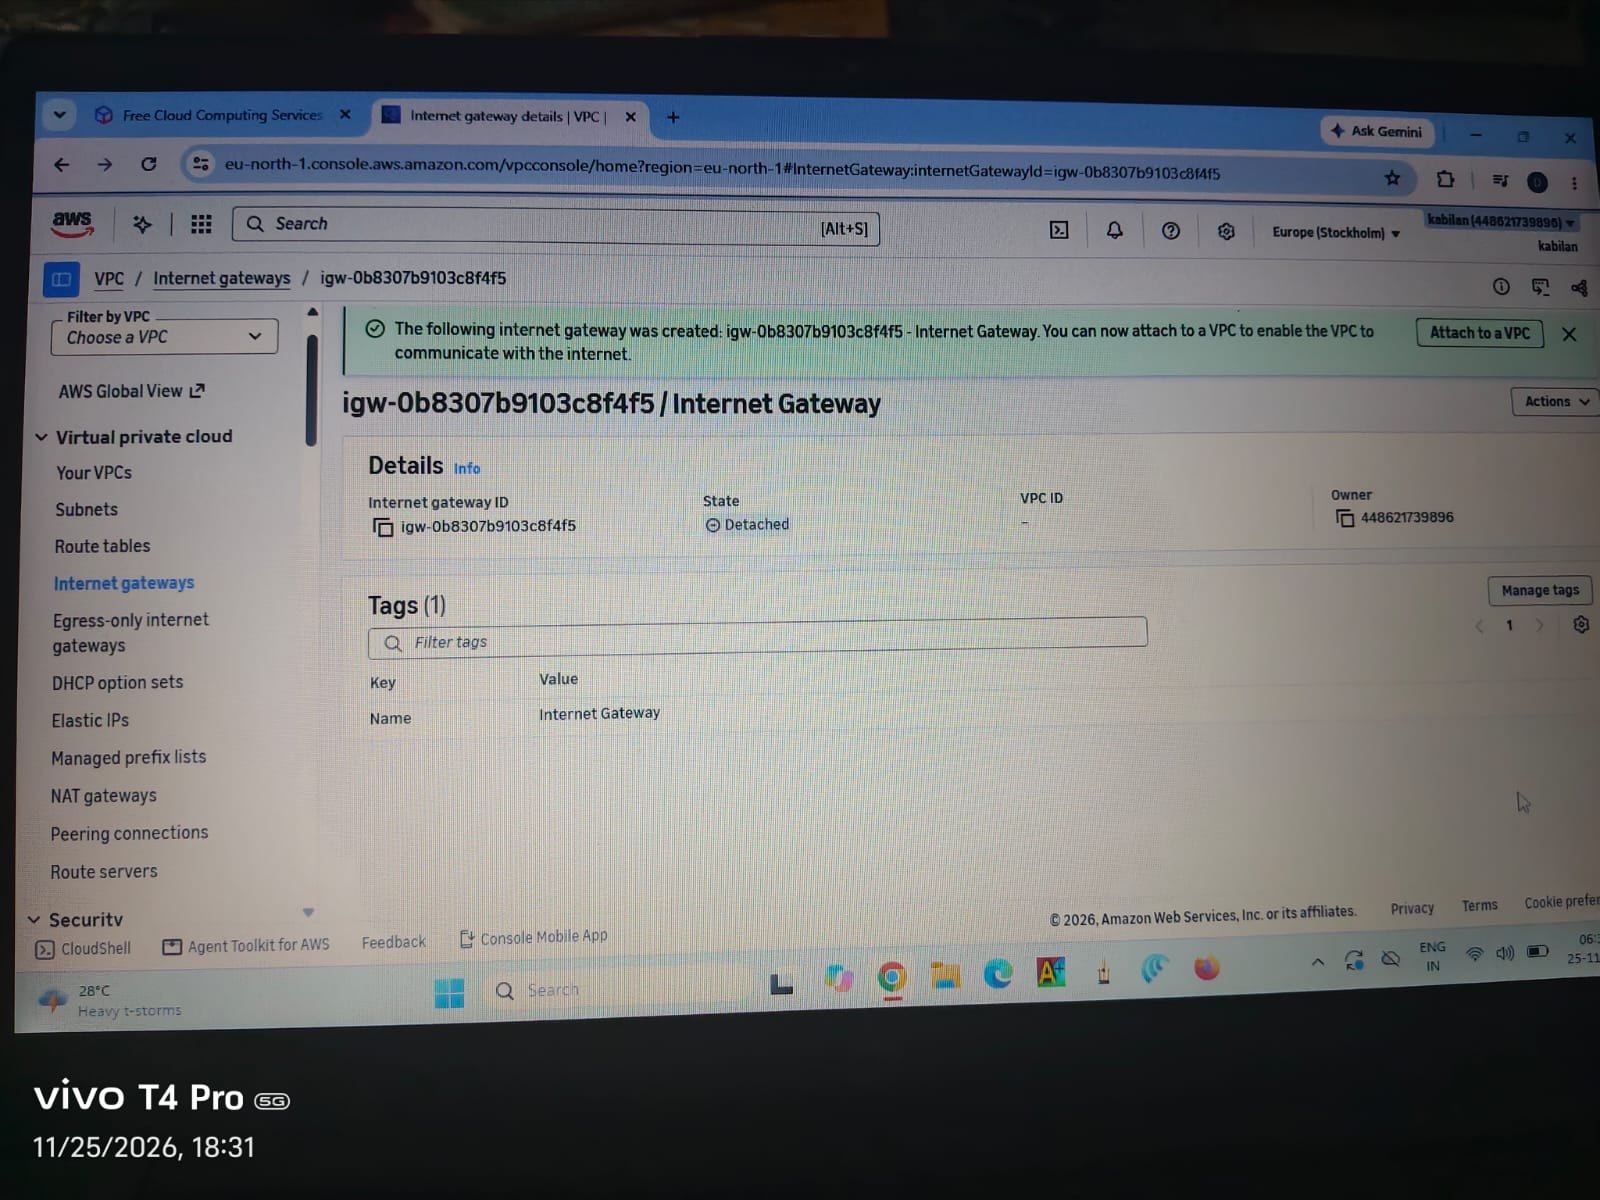 Free Cloud Computing Services
Internet gateway details | VPC |
Ask Gemini
eu-north-1.console.aws.amazon.com/vpcconsole/home?region=eu-north-1#InternetGateway:internetGatewayId=igw-0b8307b9103c8f4f5
D
aws
Search
[Alt+S]
Europe (Stockholm)
kabilan (448621739896)
kabilan
VPC / Internet gateways / igw-0b8307b9103c8f4f5
Filter by VPC
Choose a VPC
AWS Global View
Virtual private cloud
Your VPCs
Subnets
Route tables
Internet gateways
Egress-only internet
gateways
DHCP option sets
Elastic IPs
Managed prefix lists
NAT gateways
Peering connections
Route servers
Security
The following internet gateway was created: igw-0b8307b9103c8f4f5 - Internet Gateway. You can now attach to a VPC to enable the VPC to
communicate with the internet.
Attach to a VPC
igw-0b8307b9103c8f4f5 / Internet Gateway
Actions
Details Info
Internet gateway ID
igw-0b8307b9103c8f4f5
State
Detached
VPC ID
-
Owner
448621739896
Tags (1)
Manage tags
Filter tags
1
Key Value
Name Internet Gateway
CloudShell
Agent Toolkit for AWS
Feedback
Console Mobile App
© 2026, Amazon Web Services, Inc. or its affiliates.
Privacy
Terms
Cookie prefer
28°C
Heavy t-storms
Search
ENG
IN
06:3
25-11
vivo T4 Pro 5G
11/25/2026, 18:31